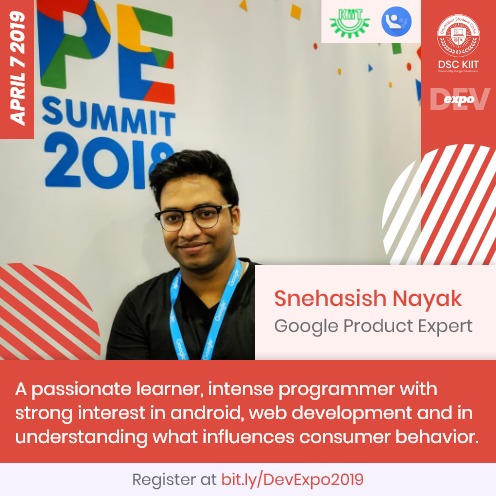 APRIL 7 2019
PE
SUMMIT
2018
KMIT
DSC KIIT
DEV
expo
Google
Snehasish Nayak
Google Product Expert
A passionate learner, intense programmer with
strong interest in android, web development and in
understanding what influences consumer behavior.
Register at bit.ly/DevExpo2019